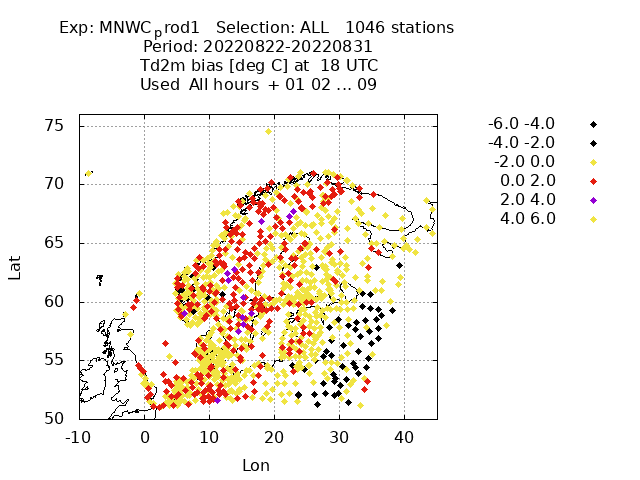 Exp: MNWC_prod1 Selection: ALL 1046 stations
Period: 20220822-20220831
Td2m bias [deg C] at 18 UTC
Used All hours + 01 02 ... 09
-6.0 -4.0
-4.0 -2.0
-2.0 0.0
0.0 2.0
2.0 4.0
4.0 6.0
75
70
65
60
55
50
Lat
-10 0 10 20 30 40
Lon